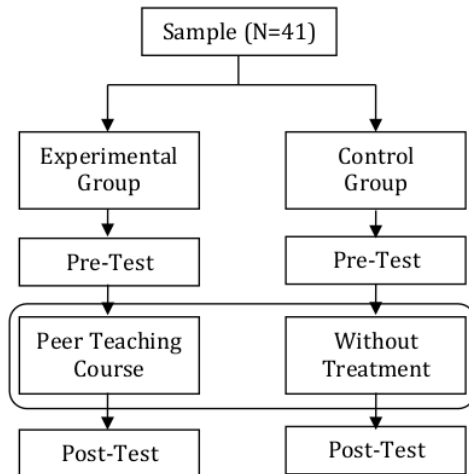 Sample (N=41)
Experimental
Group
Control
Group
Pre-Test
Pre-Test
Peer Teaching
Course
Without
Treatment
Post-Test
Post-Test